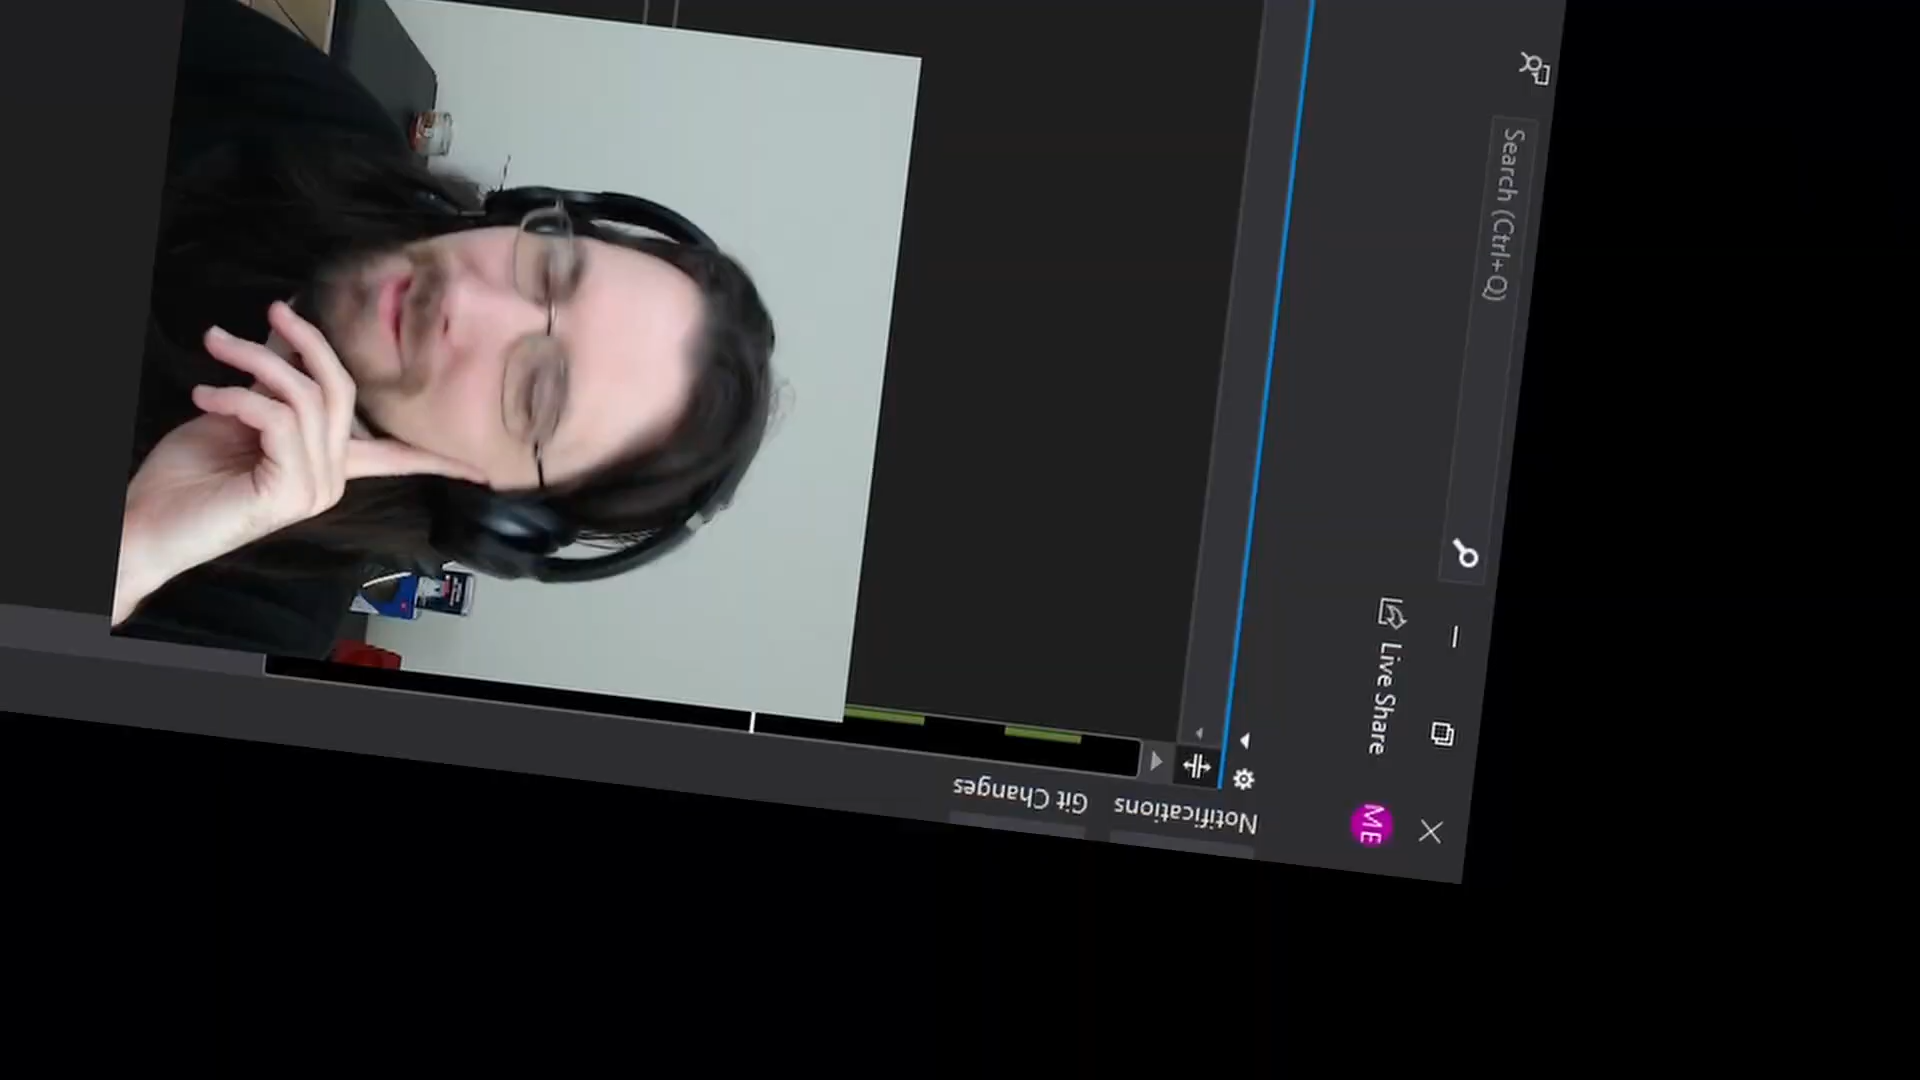 Search (Ctrl+Q)
Live Share
ME
Notifications
Git Changes